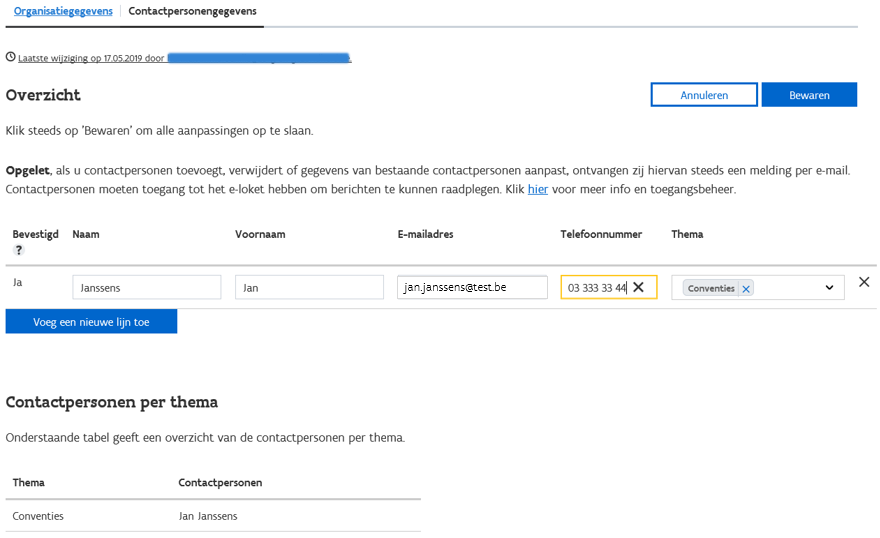 Organisatiegegevens Contactpersonengegevens
Laatste wijziging op 17.05.2019 door
Overzicht
Annuleren Bewaren
Klik steeds op 'Bewaren' om alle aanpassingen op te slaan.
Opgelet, als u contactpersonen toevoegt, verwijdert of gegevens van bestaande contactpersonen aanpast, ontvangen zij hiervan steeds een melding per e-mail.
Contactpersonen moeten toegang tot het e-loket hebben om berichten te kunnen raadplegen. Klik hier voor meer info en toegangsbeheer.
Bevestigd Naam Voornaam E-mailadres Telefoonnummer Thema
?
Ja Janssens Jan jan.janssens@test.be 03 333 33 44 Conventies
Voeg een nieuwe lijn toe
Contactpersonen per thema
Onderstaande tabel geeft een overzicht van de contactpersonen per thema.
Thema Contactpersonen
Conventies Jan Janssens